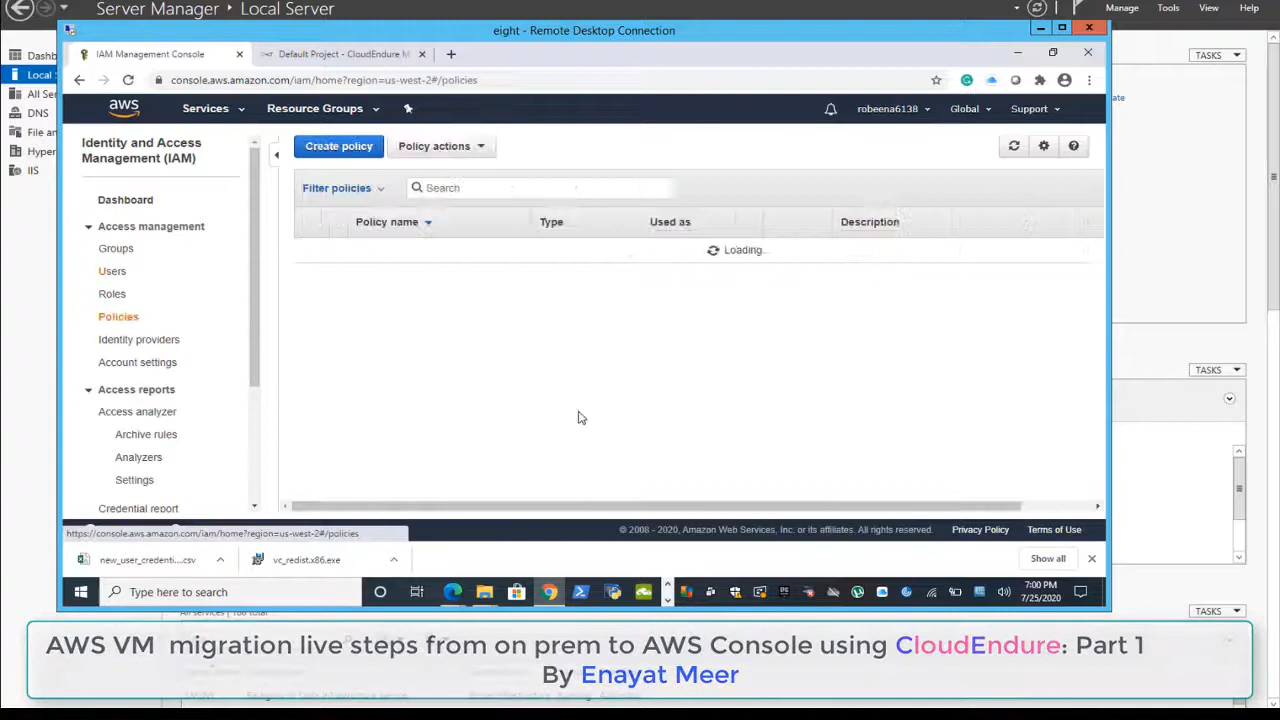 Server Manager
Local Server
Manage
Tools
View
Help
eight - Remote Desktop Connection
IAM Management Console
Default Project - CloudEndure M
console.aws.amazon.com/iam/home?region=us-west-2#/policies
aws
Services
Resource Groups
robeena6138
Global
Support
Identity and Access
Management (IAM)
Dashboard
Access management
Groups
Users
Roles
Policies
Identity providers
Account settings
Access reports
Access analyzer
Archive rules
Analyzers
Settings
Credential report
Create policy
Policy actions
Filter policies
Search
Policy name
Type
Used as
Description
Loading..
https://console.aws.amazon.com/iam/home?region=us-west-2#/policies
© 2008 - 2020, Amazon Web Services, Inc. or its affiliates. All rights reserved.
Privacy Policy
Terms of Use
new_user_credenti....csv
vc_redist.x86.exe
Show all
Type here to search
7:00 PM
7/25/2020
Dashb
Local S
All Ser
DNS
File an
Hyper
IIS
TASKS
ate
TASKS
TASKS
AWS VM migration live steps from on prem to AWS Console using CloudEndure: Part 1
By Enayat Meer